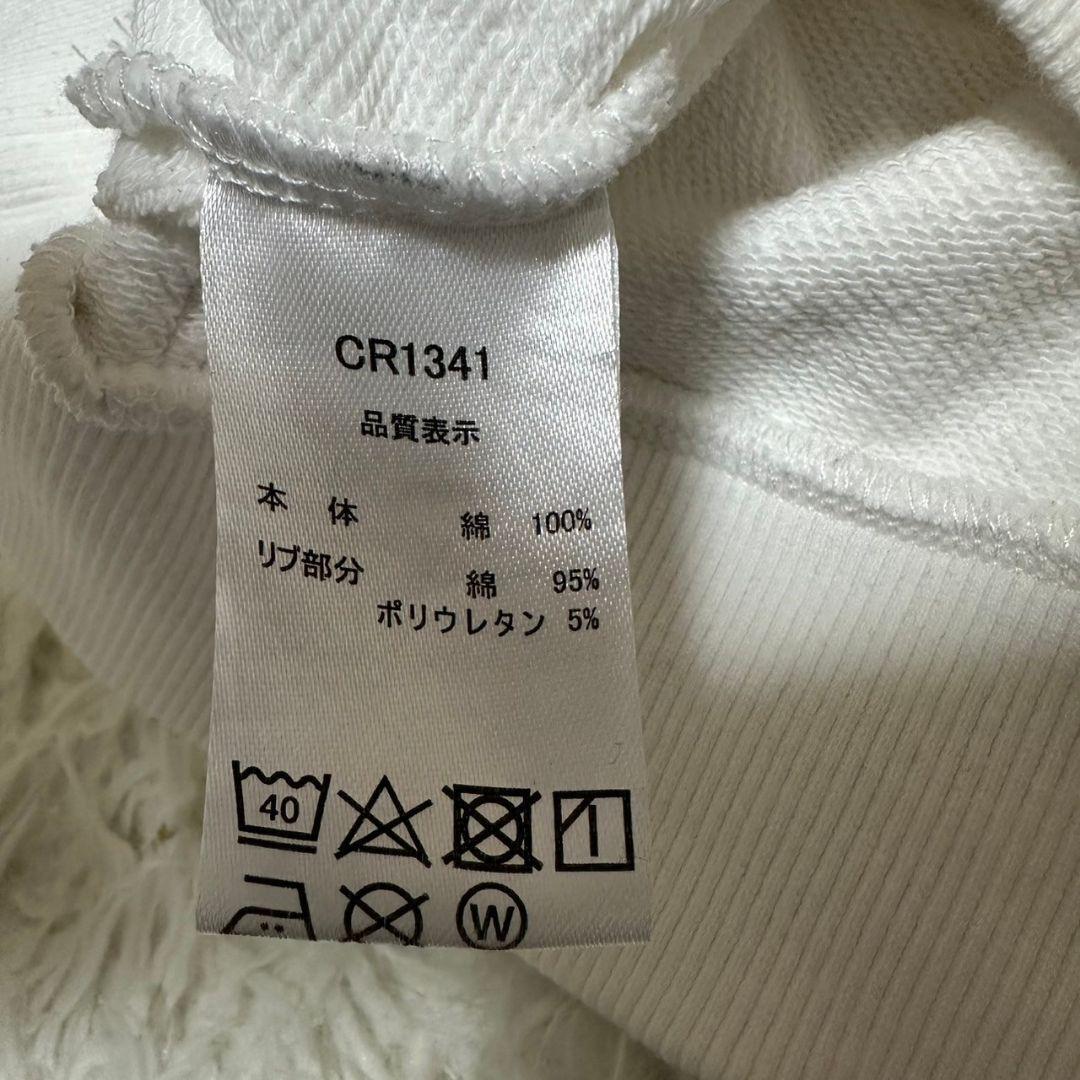 CR1341
品質表示
本 体 綿 100%
リブ部分 綿 95%
ポリウレタン 5%
40
W